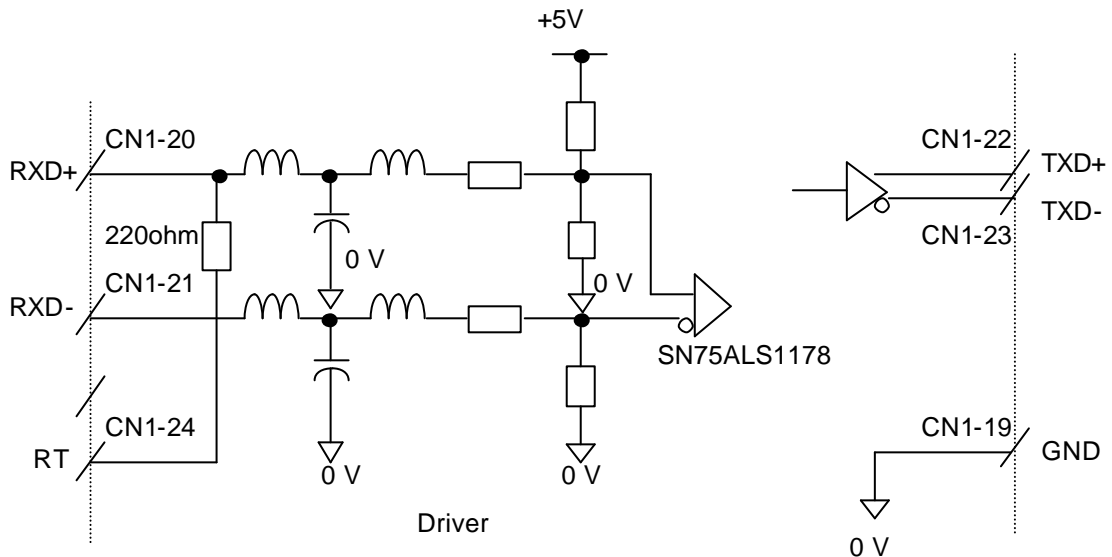 +5V
CN1-20
RXD+
CN1-22
TXD+
TXD-
CN1-23
220ohm
0 V
CN1-21
0 V
RXD-
SN75ALS1178
CN1-24
CN1-19
RT
GND
0 V
0 V
Driver
0 V